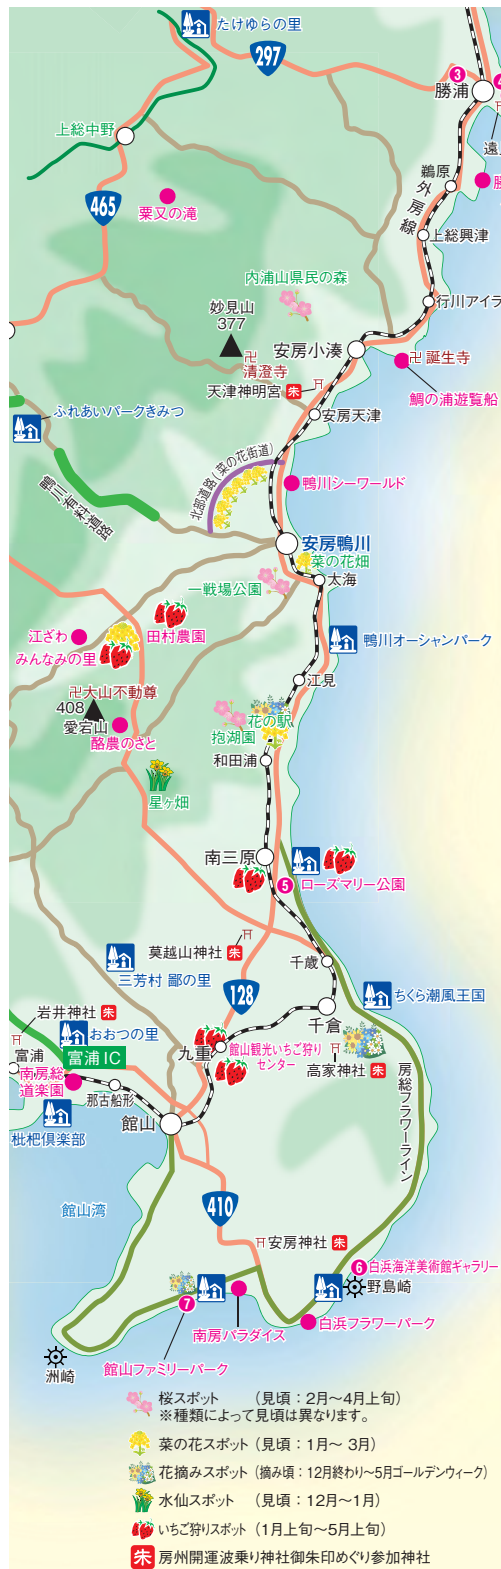 たけゆらの里
297
3
勝浦
上総中野
鵜原
外房線
465
粟又の滝
上総興津
内浦山県民の森
妙見山
377
行川アイラ
卍
清澄寺
安房小湊
卍 誕生寺
天津神明宮 朱
鯛の浦遊覧船
安房天津
ふれあいパークきみつ
北部道路(菜の花街道)
鴨川シーワールド
鴨川有料道路
安房鴨川
菜の花畑
太海
一戦場公園
江ざわ
田村農園
みんなみの里
鴨川オーシャンパーク
江見
卍大山不動尊
408
愛宕山
花の駅
抱湖園
酪農のさと
和田浦
星ヶ畑
南三原
5
ローズマリー公園
莫越山神社 朱
千歳
三芳村 鄙の里
128
ちくら潮風王国
千倉
岩井神社 朱
おおつの里
富浦
富浦IC
九重
館山観光いちご狩り
センター
高家神社 朱
南房総
道楽園
那古船形
館山
房総フラワーライン
枇杷倶楽部
館山湾
410
安房神社 朱
6
白浜海洋美術館ギャラリー
野島崎
7
南房パラダイス
白浜フラワーパーク
館山ファミリーパーク
洲崎
桜スポット (見頃:2月〜4月上旬)
※種類によって見頃は異なります。
菜の花スポット (見頃:1月〜 3月)
花摘みスポット (摘み頃:12月終わり〜5月ゴールデンウィーク)
水仙スポット (見頃:12月〜1月)
いちご狩りスポット (1月上旬〜5月上旬)
朱 房州開運波乗り神社御朱印めぐり参加神社